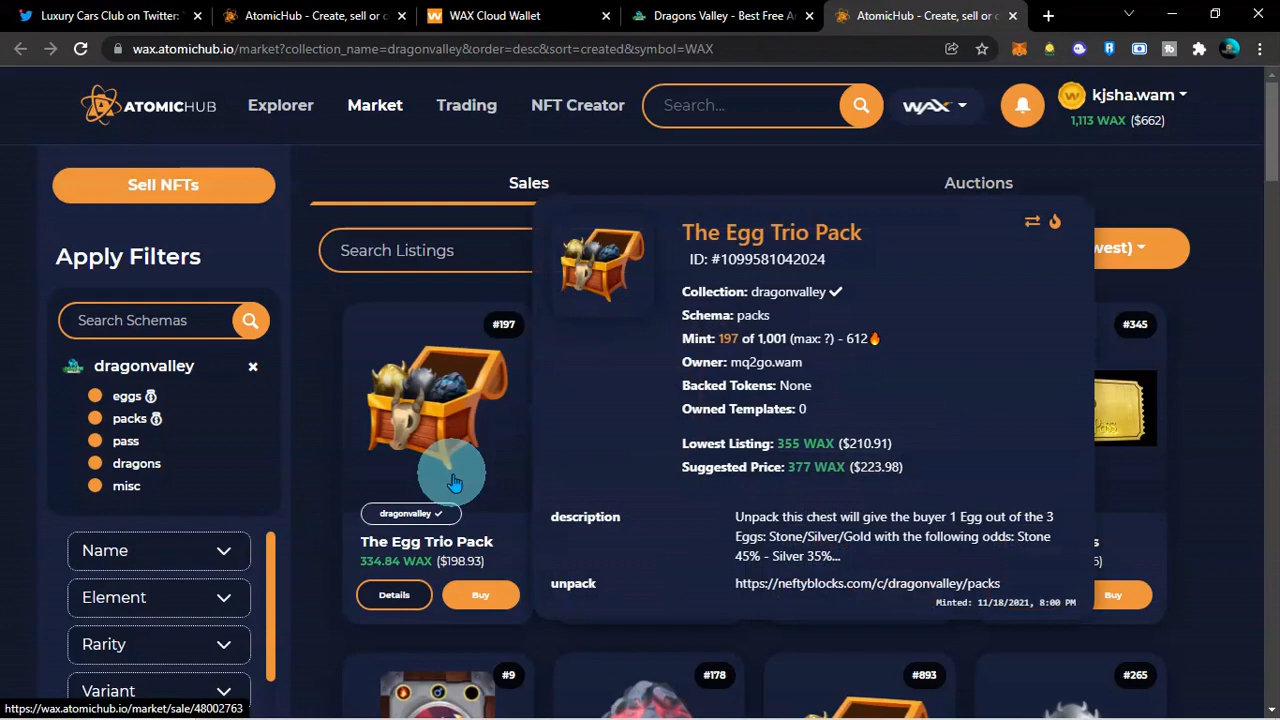 Luxury Cars Club on Twitter:
AtomicHub - Create, sell or c
WAX Cloud Wallet
Dragons Valley - Best Free A
AtomicHub - Create, sell or c
wax.atomichub.io/market?collection_name=dragonvalley&order=desc&sort=created&symbol=WAX
ATOMICHUB
Explorer
Market
Trading
NFT Creator
Search...
WAX
kjsha.wam
1,113 WAX ($662)
Sell NFTs
Sales
Auctions
Apply Filters
Search Schemas
dragonvalley
eggs
packs
pass
dragons
misc
Name
Element
Rarity
Variant
Search Listings
west)
#197
dragonvalley
The Egg Trio Pack
334.84 WAX ($198.93)
Details
Buy
The Egg Trio Pack
ID: #1099581042024
Collection: dragonvalley
Schema: packs
Mint: 197 of 1,001 (max: ?) - 612
Owner: mq2go.wam
Backed Tokens: None
Owned Templates: 0
Lowest Listing: 355 WAX ($210.91)
Suggested Price: 377 WAX ($223.98)
description
Unpack this chest will give the buyer 1 Egg out of the 3
Eggs: Stone/Silver/Gold with the following odds: Stone
45% - Silver 35%...
unpack
https://neftyblocks.com/c/dragonvalley/packs
Minted: 11/18/2021, 8:00 PM
#345
Buy
#9
#178
#893
#265
https://wax.atomichub.io/market/sale/48002763